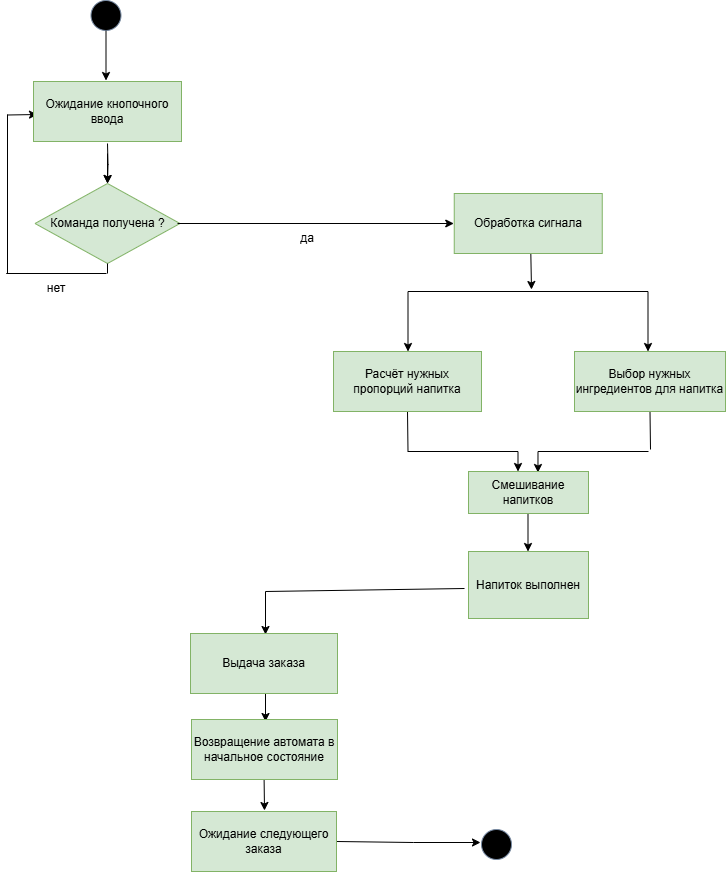 Ожидание кнопочного
ввода
Команда получена ?
да
нет
Обработка сигнала
Расчёт нужных
пропорций напитка
Выбор нужных
ингредиентов для напитка
Смешивание
напитков
Напиток выполнен
Выдача заказа
Возвращение автомата в
начальное состояние
Ожидание следующего
заказа